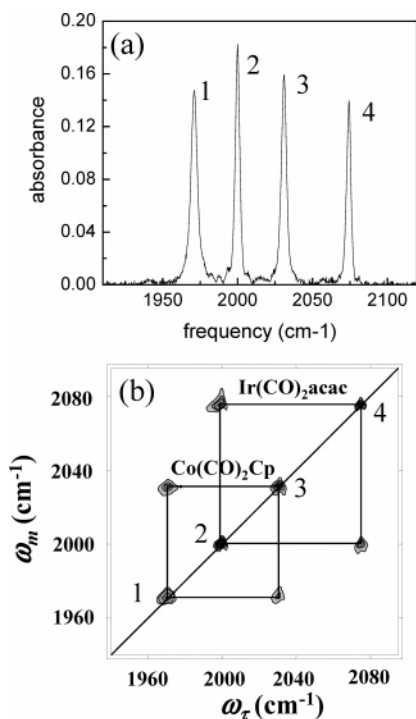 (a)
0.20
0.16
0.12
0.08
0.04
0.00
absorbance
1
2
3
4
1950 2000 2050 2100
frequency (cm-1)
(b)
Ir(CO)₂acac
Co(CO)₂Cp
4
3
2
1
2080
2040
2000
1960
ωm (cm⁻¹)
1960 2000 2040 2080
ωτ (cm⁻¹)